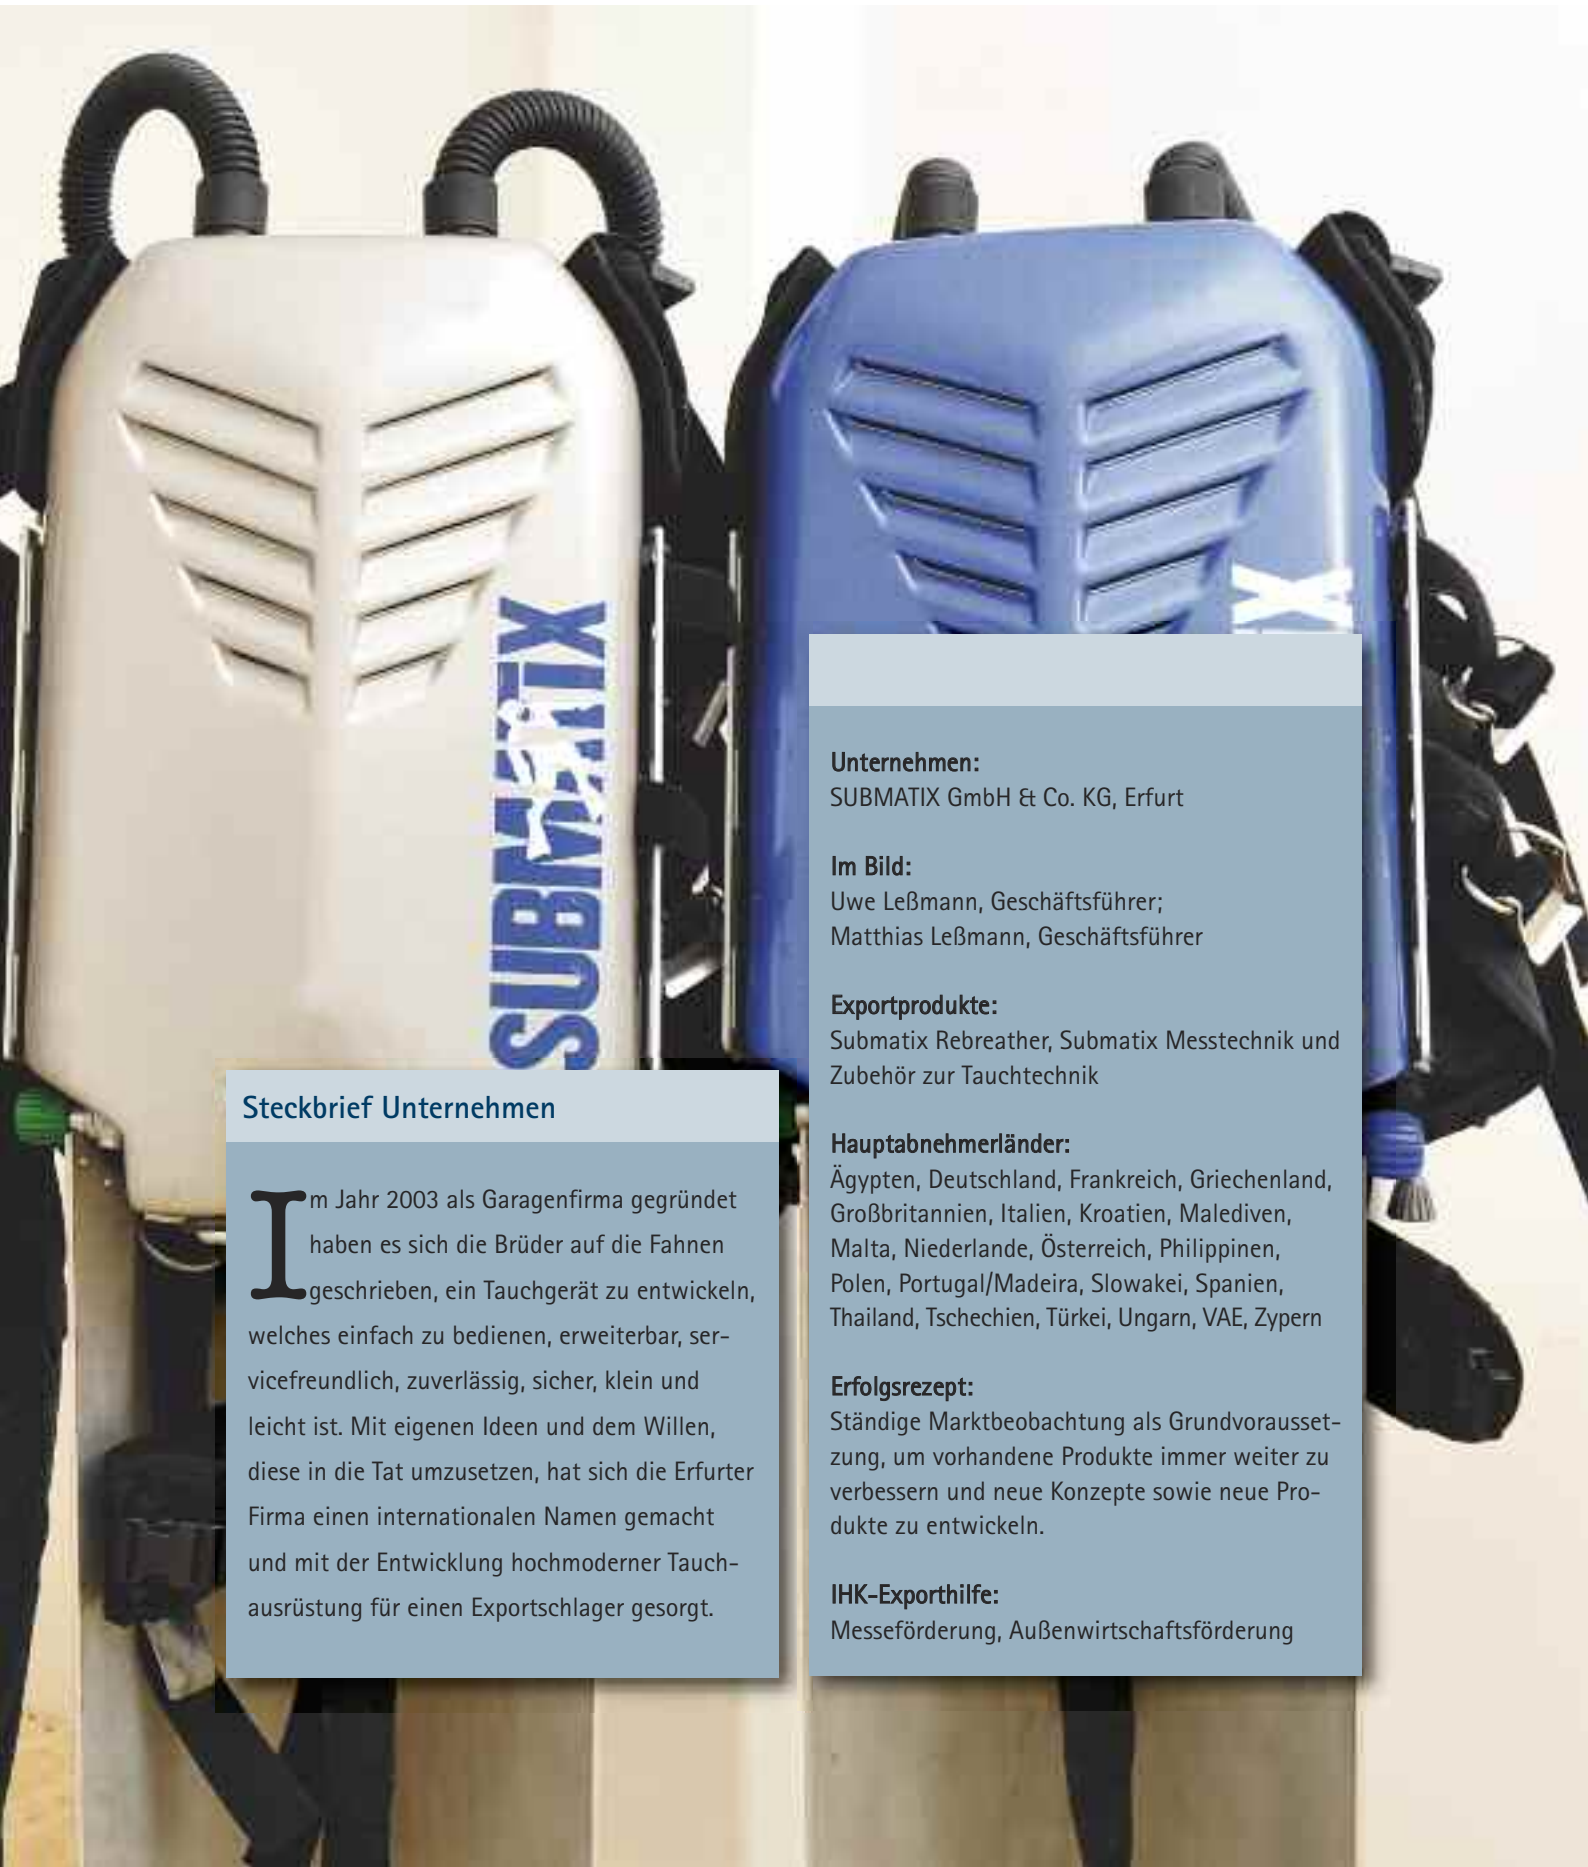 SUBMATIX
IX
Steckbrief Unternehmen
Im Jahr 2003 als Garagenfirma gegründet
haben es sich die Brüder auf die Fahnen
geschrieben, ein Tauchgerät zu entwickeln,
welches einfach zu bedienen, erweiterbar, ser-
vicefreundlich, zuverlässig, sicher, klein und
leicht ist. Mit eigenen Ideen und dem Willen,
diese in die Tat umzusetzen, hat sich die Erfurter
Firma einen internationalen Namen gemacht
und mit der Entwicklung hochmoderner Tauch-
ausrüstung für einen Exportschlager gesorgt.
Unternehmen:
SUBMATIX GmbH & Co. KG, Erfurt
Im Bild:
Uwe Leßmann, Geschäftsführer;
Matthias Leßmann, Geschäftsführer
Exportprodukte:
Submatix Rebreather, Submatix Messtechnik und
Zubehör zur Tauchtechnik
Hauptabnehmerländer:
Ägypten, Deutschland, Frankreich, Griechenland,
Großbritannien, Italien, Kroatien, Malediven,
Malta, Niederlande, Österreich, Philippinen,
Polen, Portugal/Madeira, Slowakei, Spanien,
Thailand, Tschechien, Türkei, Ungarn, VAE, Zypern
Erfolgsrezept:
Ständige Marktbeobachtung als Grundvorausset-
zung, um vorhandene Produkte immer weiter zu
verbessern und neue Konzepte sowie neue Pro-
dukte zu entwickeln.
IHK-Exporthilfe:
Messeförderung, Außenwirtschaftsförderung